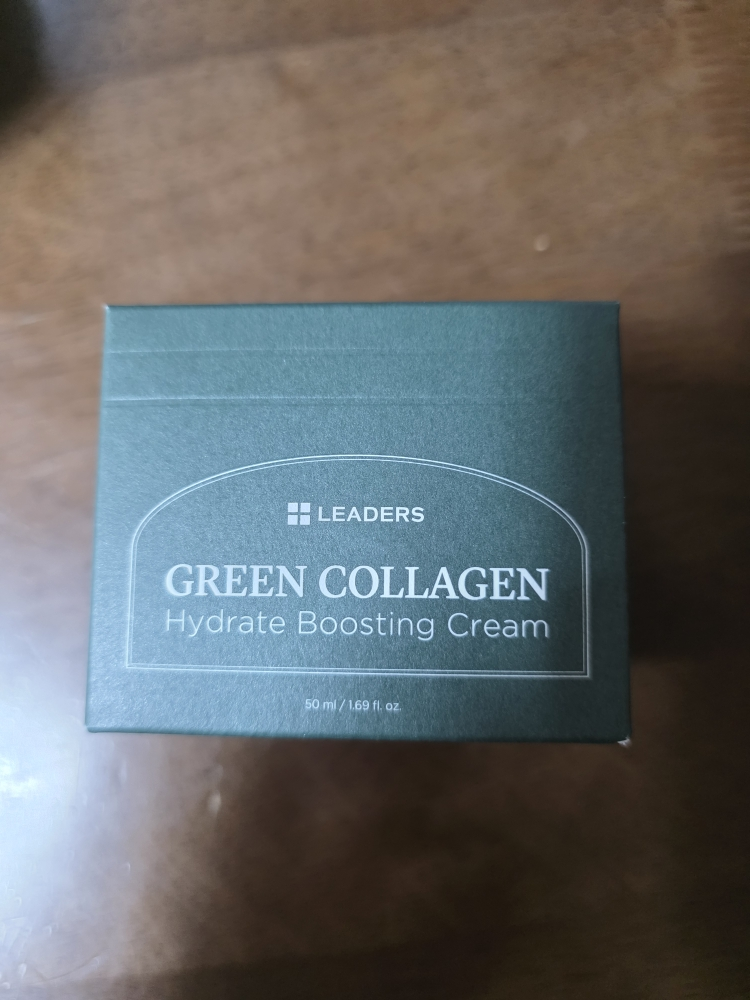 LEADERS
GREEN COLLAGEN
Hydrate Boosting Cream
50 ml / 1.69 fl. oz.